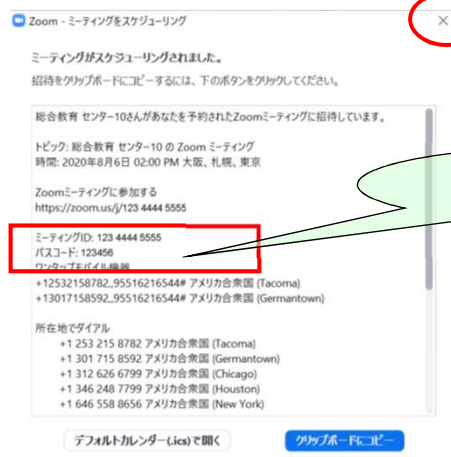 Zoom - ミーティングをスケジューリング
ミーティングがスケジューリングされました。
招待をクリップボードにコピーするには、下のボタンをクリックしてください。
総合教育 センター10さんがあなたを予約されたZoomミーティングに招待しています。
トピック: 総合教育 センター10 の Zoom ミーティング
時間: 2020年8月6日 02:00 PM 大阪、札幌、東京
Zoomミーティングに参加する
https://zoom.us/j/123 4444 5555
ミーティングID: 123 4444 5555
パスコード: 123456
ワンタップモバイル機器
+12532158782,,95516216544# アメリカ合衆国 (Tacoma)
+13017158592,,95516216544# アメリカ合衆国 (Germantown)
所在地でダイアル
+1 253 215 8782 アメリカ合衆国 (Tacoma)
+1 301 715 8592 アメリカ合衆国 (Germantown)
+1 312 626 6799 アメリカ合衆国 (Chicago)
+1 346 248 7799 アメリカ合衆国 (Houston)
+1 646 558 8656 アメリカ合衆国 (New York)
デフォルトカレンダー(.ics)で開く
クリップボードにコピー